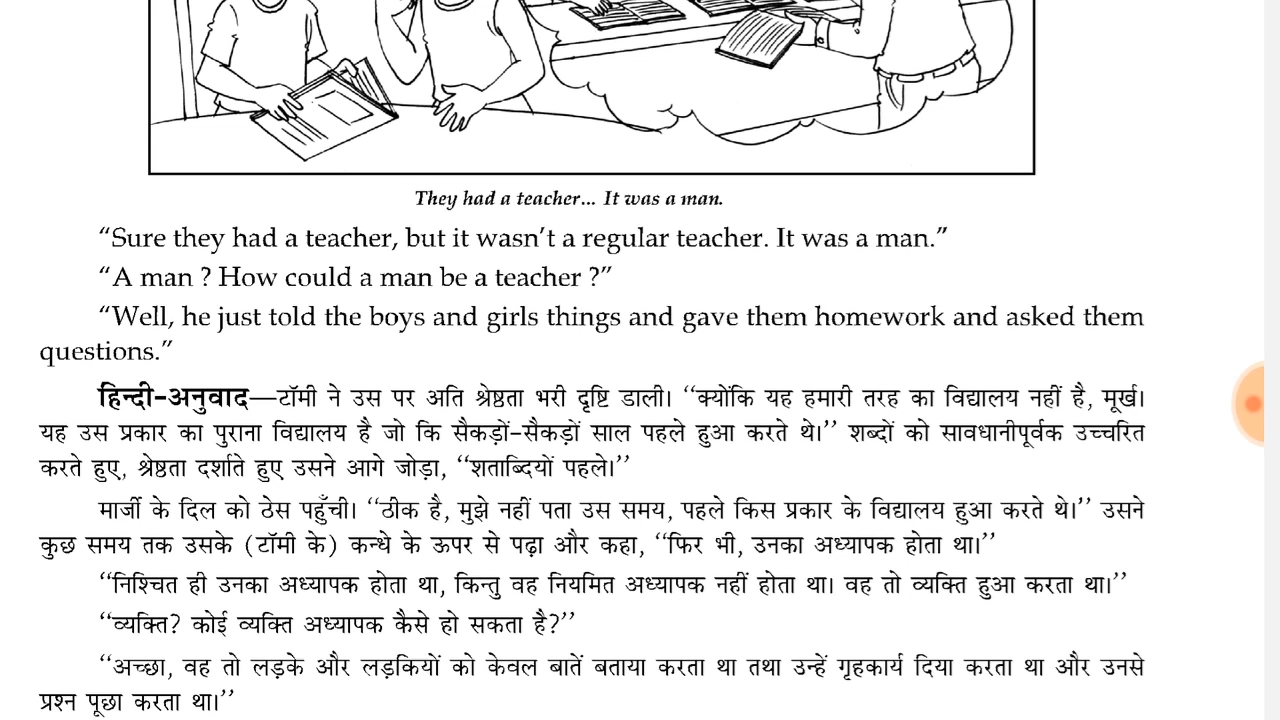 They had a teacher... It was a man.
“Sure they had a teacher, but it wasn’t a regular teacher. It was a man.”
“A man ? How could a man be a teacher ?”
“Well, he just told the boys and girls things and gave them homework and asked them
questions.”
हिन्दी-अनुवाद—टॉमी ने उस पर अति श्रेष्ठता भरी दृष्टि डाली। ‘‘क्योंकि यह हमारी तरह का विद्यालय नहीं है, मूर्ख।
यह उस प्रकार का पुराना विद्यालय है जो कि सैकड़ों-सैकड़ों साल पहले हुआ करते थे।’’ शब्दों को सावधानीपूर्वक उच्चरित
करते हुए, श्रेष्ठता दर्शाते हुए उसने आगे जोड़ा, ‘‘शताब्दियों पहले।’’
मार्जी के दिल को ठेस पहुँची। ‘‘ठीक है, मुझे नहीं पता उस समय, पहले किस प्रकार के विद्यालय हुआ करते थे।’’ उसने
कुछ समय तक उसके (टॉमी के) कन्धे के ऊपर से पढ़ा और कहा, ‘‘फिर भी, उनका अध्यापक होता था।’’
‘‘निश्चित ही उनका अध्यापक होता था, किन्तु वह नियमित अध्यापक नहीं होता था। वह तो व्यक्ति हुआ करता था।’’
‘‘व्यक्ति? कोई व्यक्ति अध्यापक कैसे हो सकता है?’’
‘‘अच्छा, वह तो लड़के और लड़कियों को केवल बातें बताया करता था तथा उन्हें गृहकार्य दिया करता था और उनसे
प्रश्न पूछा करता था।’’